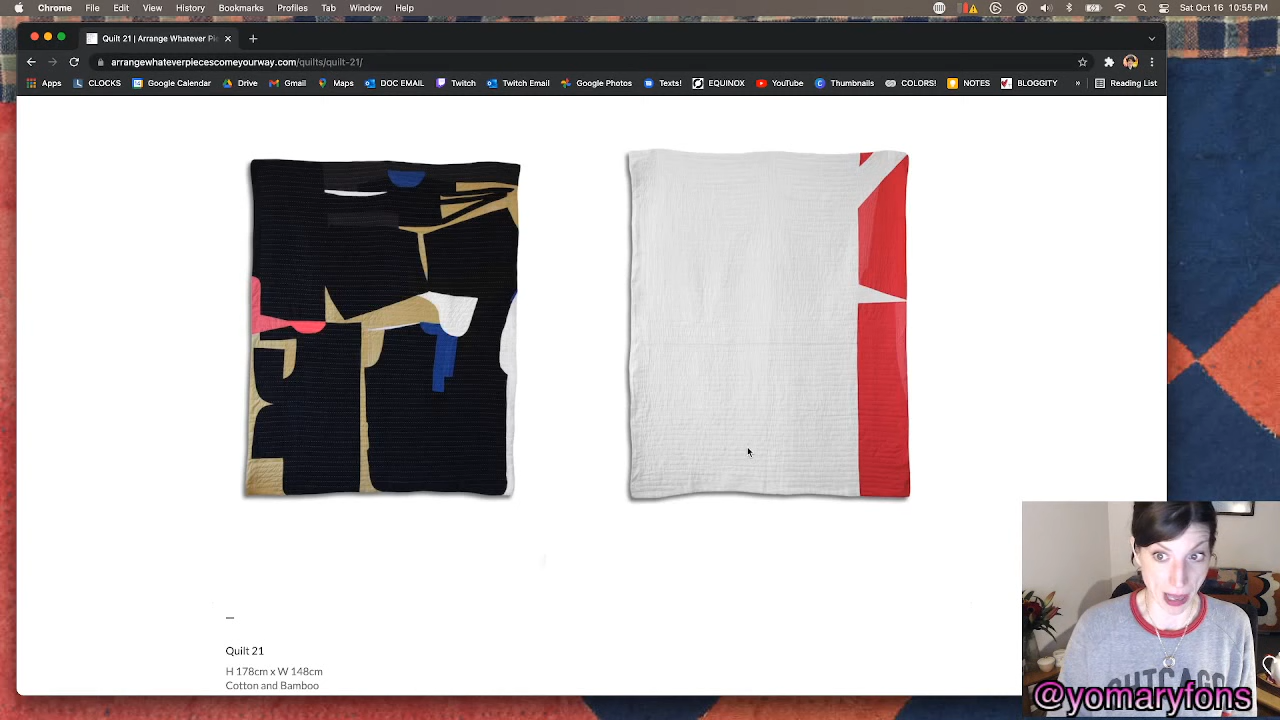 Chrome File Edit View History Bookmarks Profiles Tab Window Help Sat Oct 16 10:55 PM
Quilt 21 | Arrange Whatever Pie
arrangewhateverpiecescomeyourway.com/quilts/quilt-21/
Apps CLOCKS Google Calendar Drive Gmail Maps DOC EMAIL Twitch Twitch Email Google Photos Texts! EQUINOX YouTube Thumbnails COLORS! NOTES BLOGGITY » Reading List
Quilt 21
H 178cm x W 148cm
Cotton and Bamboo
CHICAGO
@yomaryfons